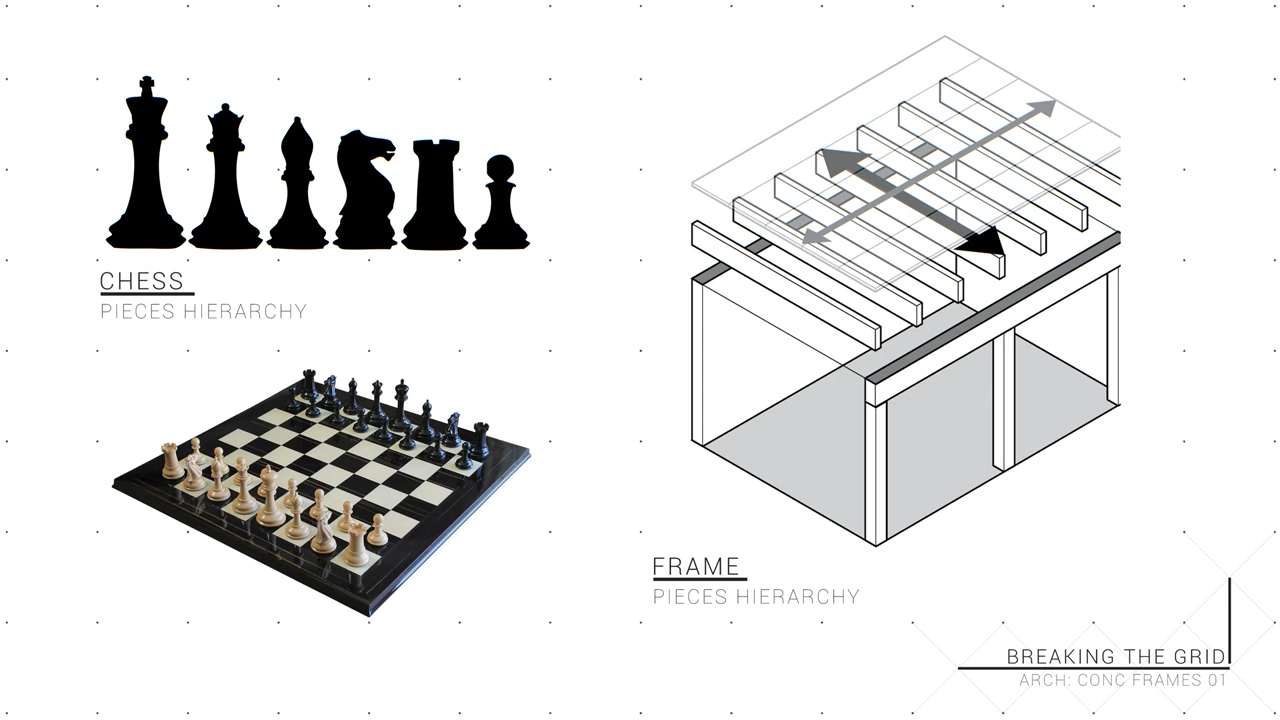 CHESS
PIECES HIERARCHY
FRAME
PIECES HIERARCHY
BREAKING THE GRID
ARCH: CONC FRAMES 01